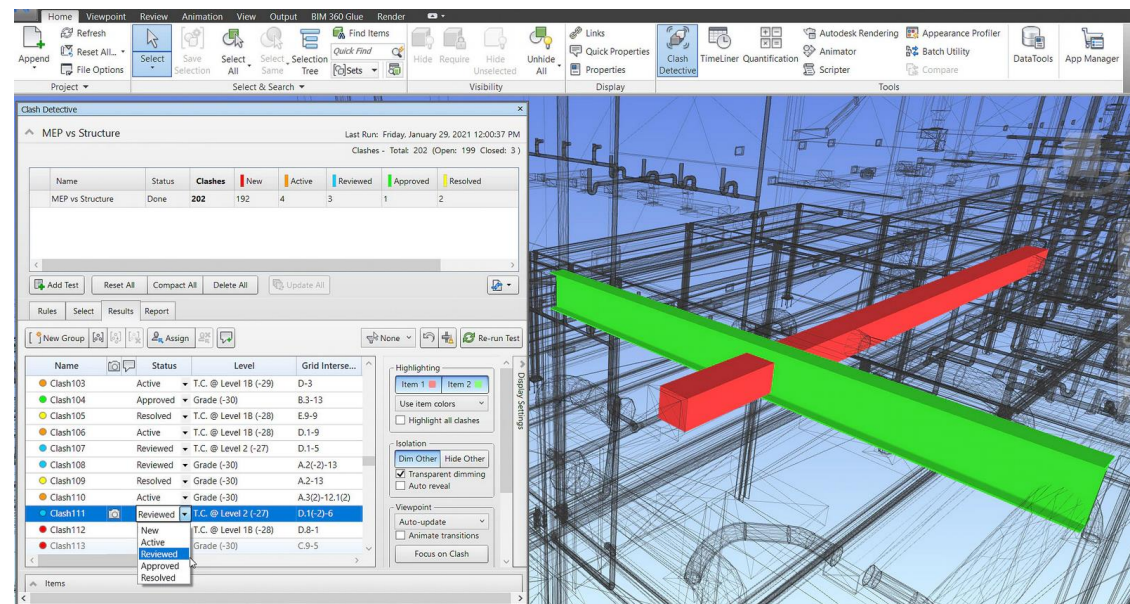 Home Viewpoint Review Animation View Output BIM 360 Glue Render
Append
Refresh
Reset All...
File Options
Project
Select
Save Selection
Select All
Select Same
Selection Tree
Find Items
Quick Find
Sets
Select & Search
Hide
Require
Hide Unselected
Unhide All
Visibility
Links
Quick Properties
Properties
Display
Clash Detective
TimeLiner
Quantification
Autodesk Rendering
Animator
Scripter
Appearance Profiler
Batch Utility
Compare
DataTools
App Manager
Tools
Clash Detective x
MEP vs Structure
Last Run: Friday, January 29, 2021 12:00:37 PM
Clashes - Total: 202 (Open: 199 Closed: 3)
Name Status Clashes New Active Reviewed Approved Resolved
MEP vs Structure Done 202 192 4 3 1 2
Add Test Reset All Compact All Delete All Update All
Rules Select Results Report
New Group Assign None Re-run Test
Name Status Level Grid Interse...
Clash103 Active T.C. @ Level 1B (-29) D-3
Clash104 Approved Grade (-30) B.3-13
Clash105 Resolved T.C. @ Level 1B (-28) E.9-9
Clash106 Active T.C. @ Level 1B (-28) D.1-9
Clash107 Reviewed T.C. @ Level 2 (-27) D.1-5
Clash108 Reviewed Grade (-30) A.2(-2)-13
Clash109 Resolved Grade (-30) A.2-13
Clash110 Active Grade (-30) A.3(2)-12.1(2)
Clash111 Reviewed T.C. @ Level 2 (-27) D.1(-2)-6
Clash112 T.C. @ Level 1B (-28) D.8-1
Clash113 Grade (-30) C.9-5
New
Active
Reviewed
Approved
Resolved
Highlighting
Item 1 Item 2
Use item colors
Highlight all clashes
Isolation
Dim Other Hide Other
Transparent dimming
Auto reveal
Viewpoint
Auto-update
Animate transitions
Focus on Clash
Display Settings
Items